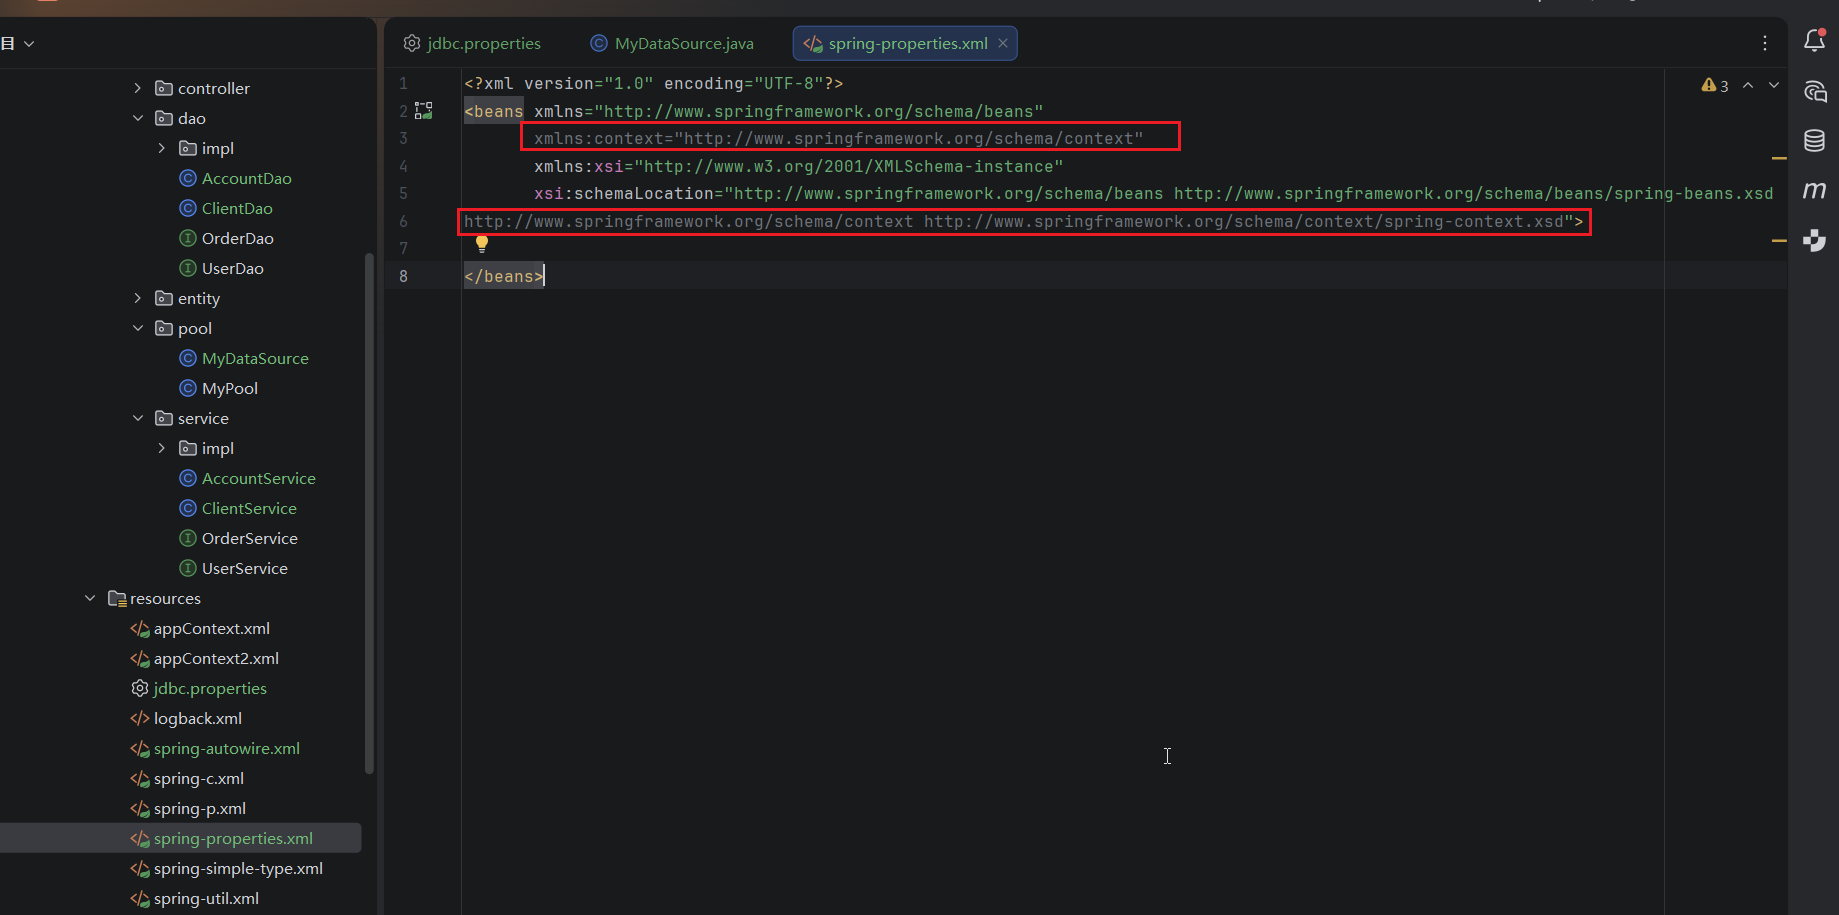 目
controller
dao
impl
AccountDao
ClientDao
OrderDao
UserDao
entity
pool
MyDataSource
MyPool
service
impl
AccountService
ClientService
OrderService
UserService
resources
appContext.xml
appContext2.xml
jdbc.properties
logback.xml
spring-autowire.xml
spring-c.xml
spring-p.xml
spring-properties.xml
spring-simple-type.xml
spring-util.xml
jdbc.properties
MyDataSource.java
spring-properties.xml
3
1 <?xml version="1.0" encoding="UTF-8"?>
2 <beans xmlns="http://www.springframework.org/schema/beans"
3 xmlns:context="http://www.springframework.org/schema/context"
4 xmlns:xsi="http://www.w3.org/2001/XMLSchema-instance"
5 xsi:schemaLocation="http://www.springframework.org/schema/beans http://www.springframework.org/schema/beans/spring-beans.xsd
6 http://www.springframework.org/schema/context http://www.springframework.org/schema/context/spring-context.xsd">
7
8 </beans>
m